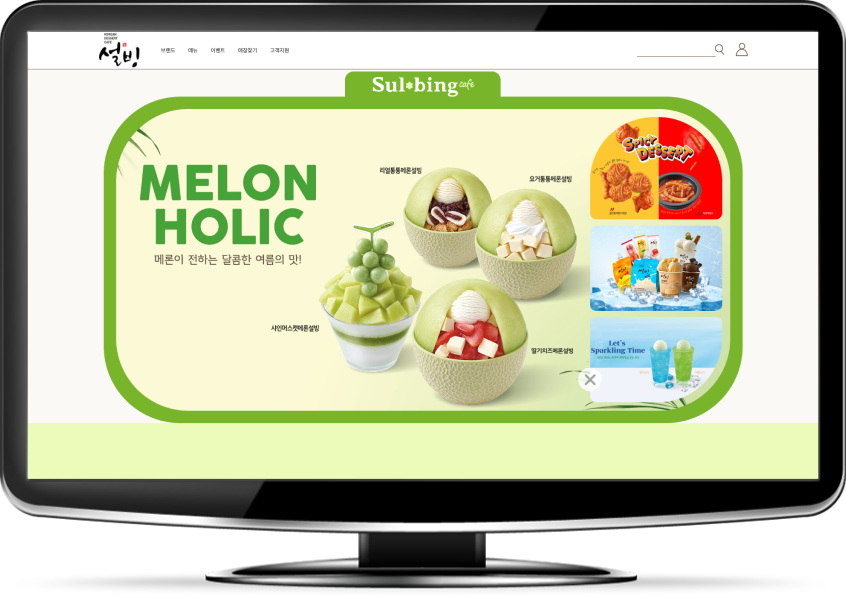 KOREAN
DESSERT
CAFE
설빙
브랜드
메뉴
이벤트
매장찾기
고객지원
Sulbing cafe
MELON
HOLIC
메론이 전하는 달콤한 여름의 맛!
리얼통통메론설빙
요거통통메론설빙
샤인머스캣메론설빙
딸기치즈메론설빙
SPICY
DESSERT
Let's
Sparkling Time